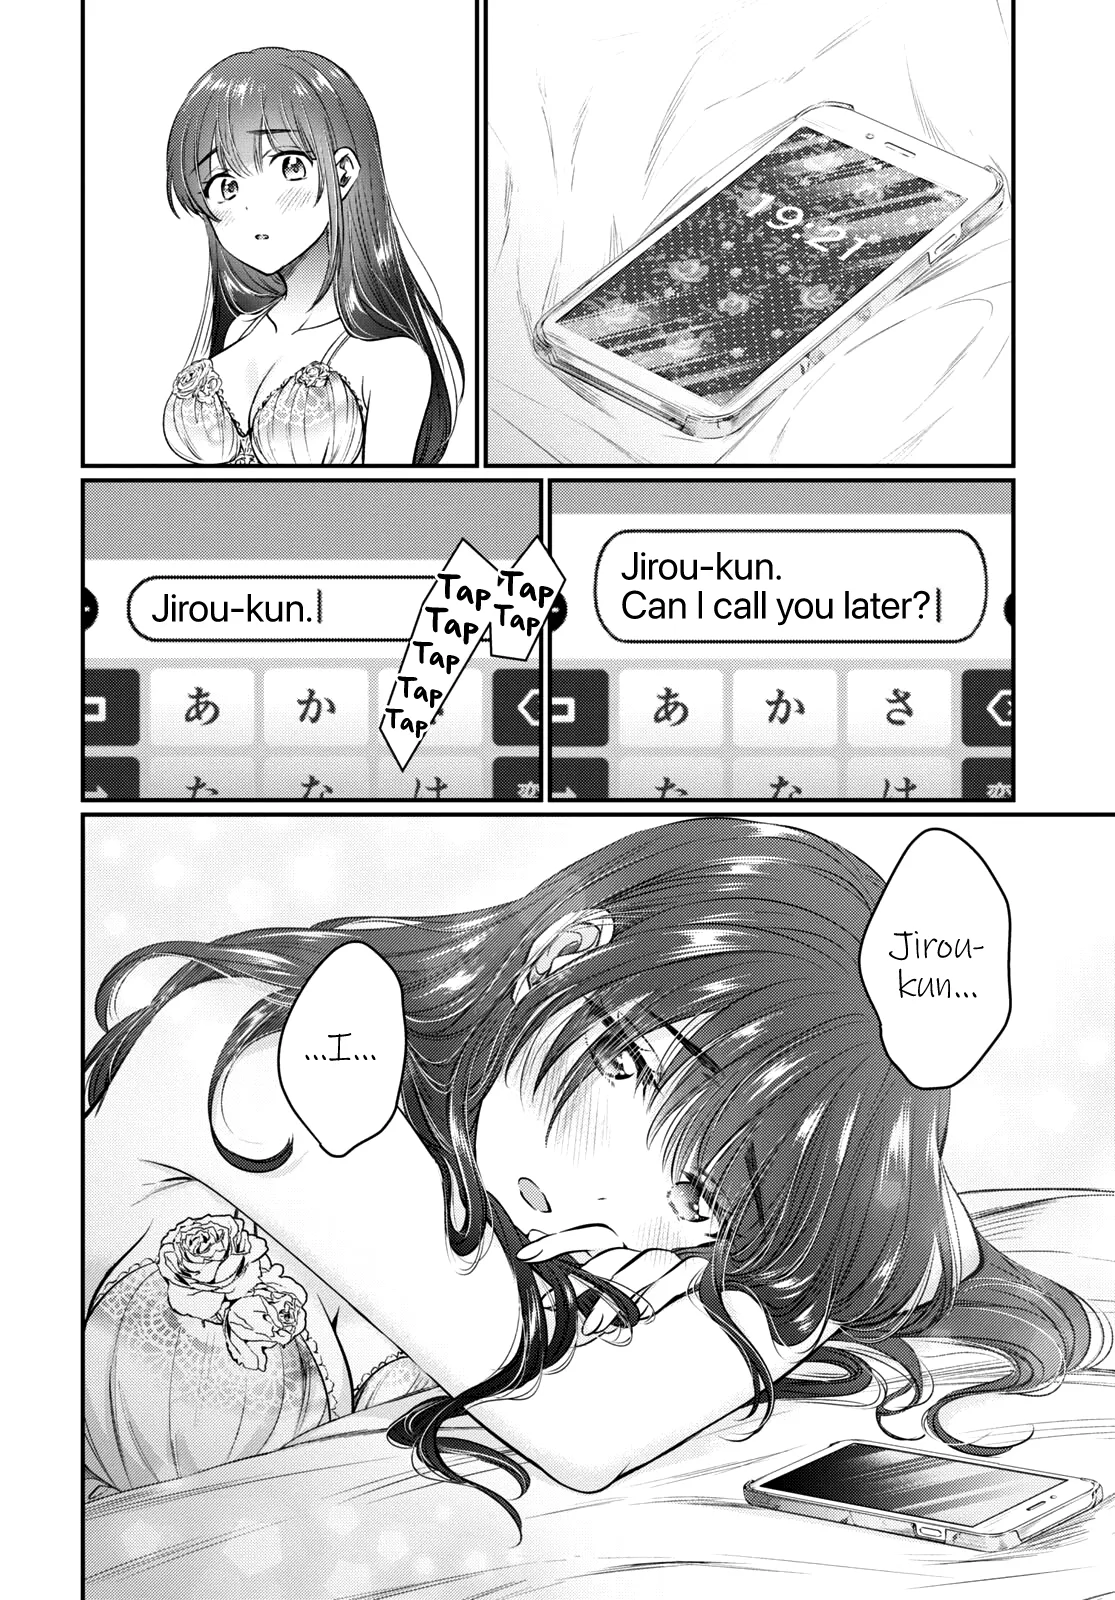 19:21
Jirou-kun.
Tap
Tap
Tap
Tap
Tap
Tap
Tap
あ
か
Jirou-kun.
Can I call you later?
あ
か
さ
Jirou-
kun...
...I...